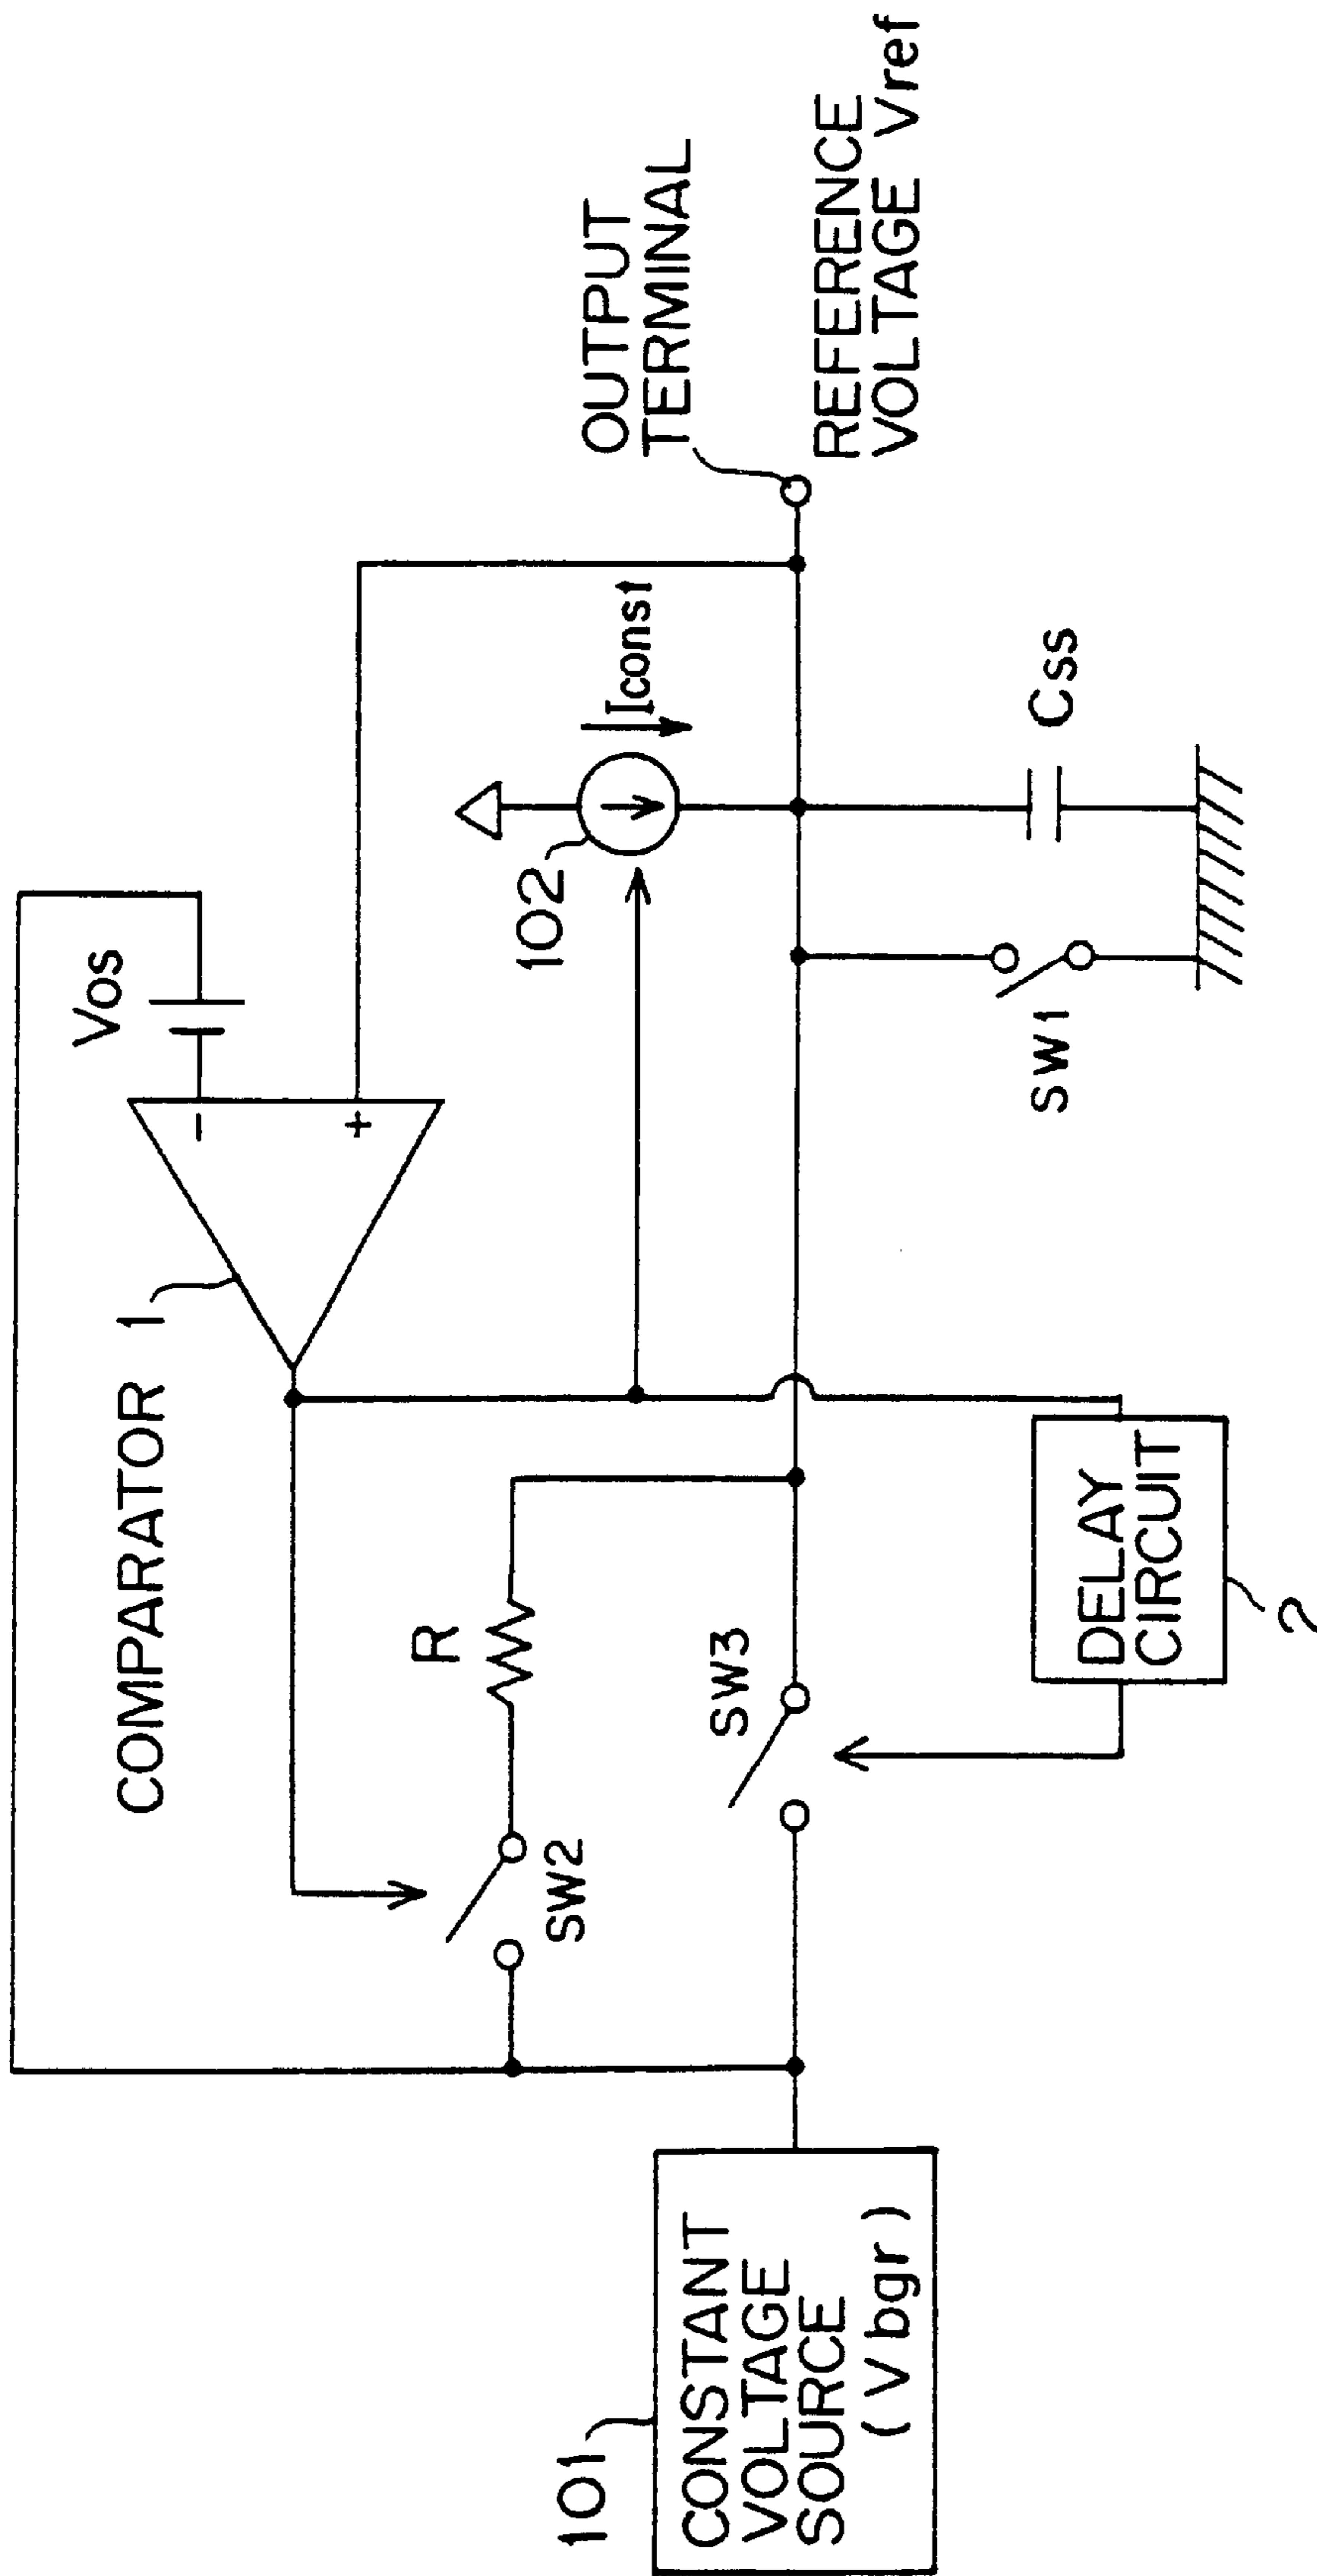 COMPARATOR 1
Vos
-
+
OUTPUT
TERMINAL
102
Iconst
R
SW2
SW3
REFERENCE
VOLTAGE Vref
101
CONSTANT
VOLTAGE
SOURCE
(Vbgr)
SW1
Css
DELAY
CIRCUIT
2